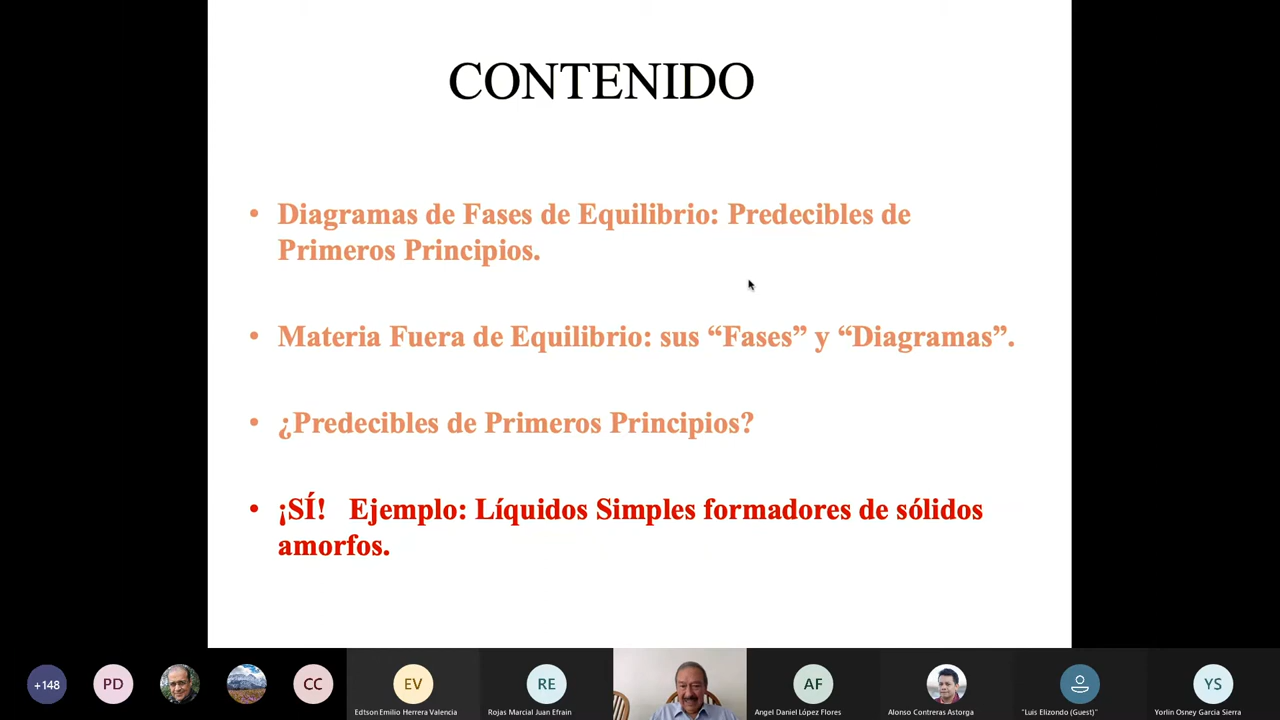 CONTENIDO
• Diagramas de Fases de Equilibrio: Predecibles de
Primeros Principios.
• Materia Fuera de Equilibrio: sus “Fases” y “Diagramas”.
• ¿Predecibles de Primeros Principios?
• ¡SÍ! Ejemplo: Líquidos Simples formadores de sólidos
amorfos.
+148
PD
CC
EV
RE
AF
YS
Edtson Emilio Herrera Valencia
Rojas Marcial Juan Efrain
Angel Daniel López Flores
Alonso Contreras Astorga
"Luis Elizondo (Guest)"
Yorlin Osney Garcia Sierra